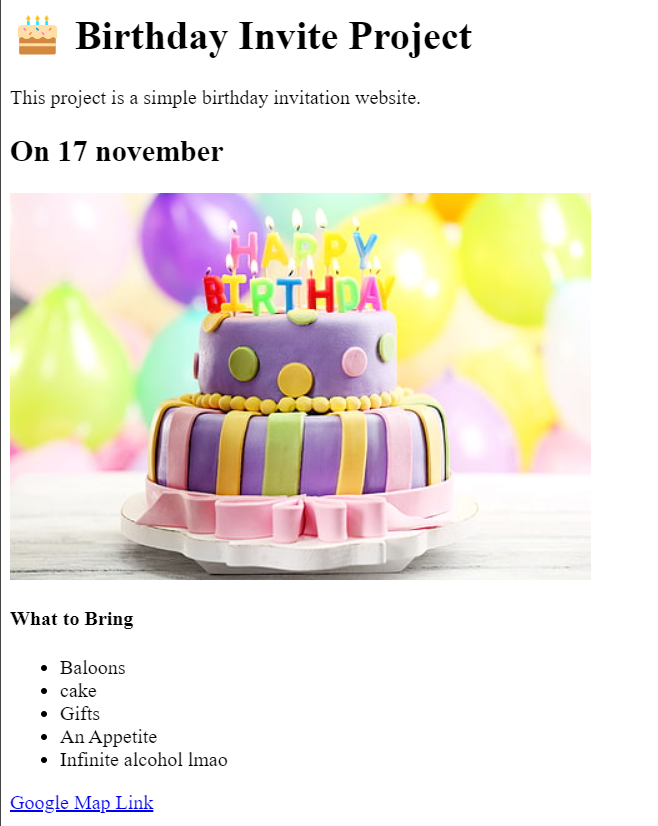 Birthday Invite Project
This project is a simple birthday invitation website.
On 17 november
HAPPY
BIRTHDAY
What to Bring
Baloons
cake
Gifts
An Appetite
Infinite alcohol lmao
Google Map Link